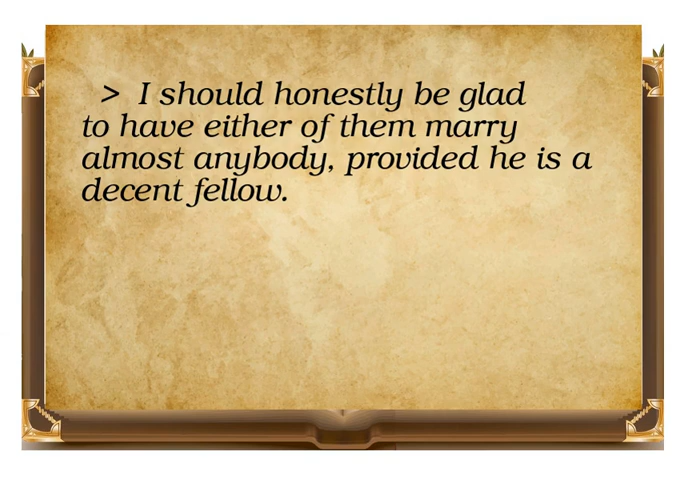 > I should honestly be glad
to have either of them marry
almost anybody, provided he is a
decent fellow.